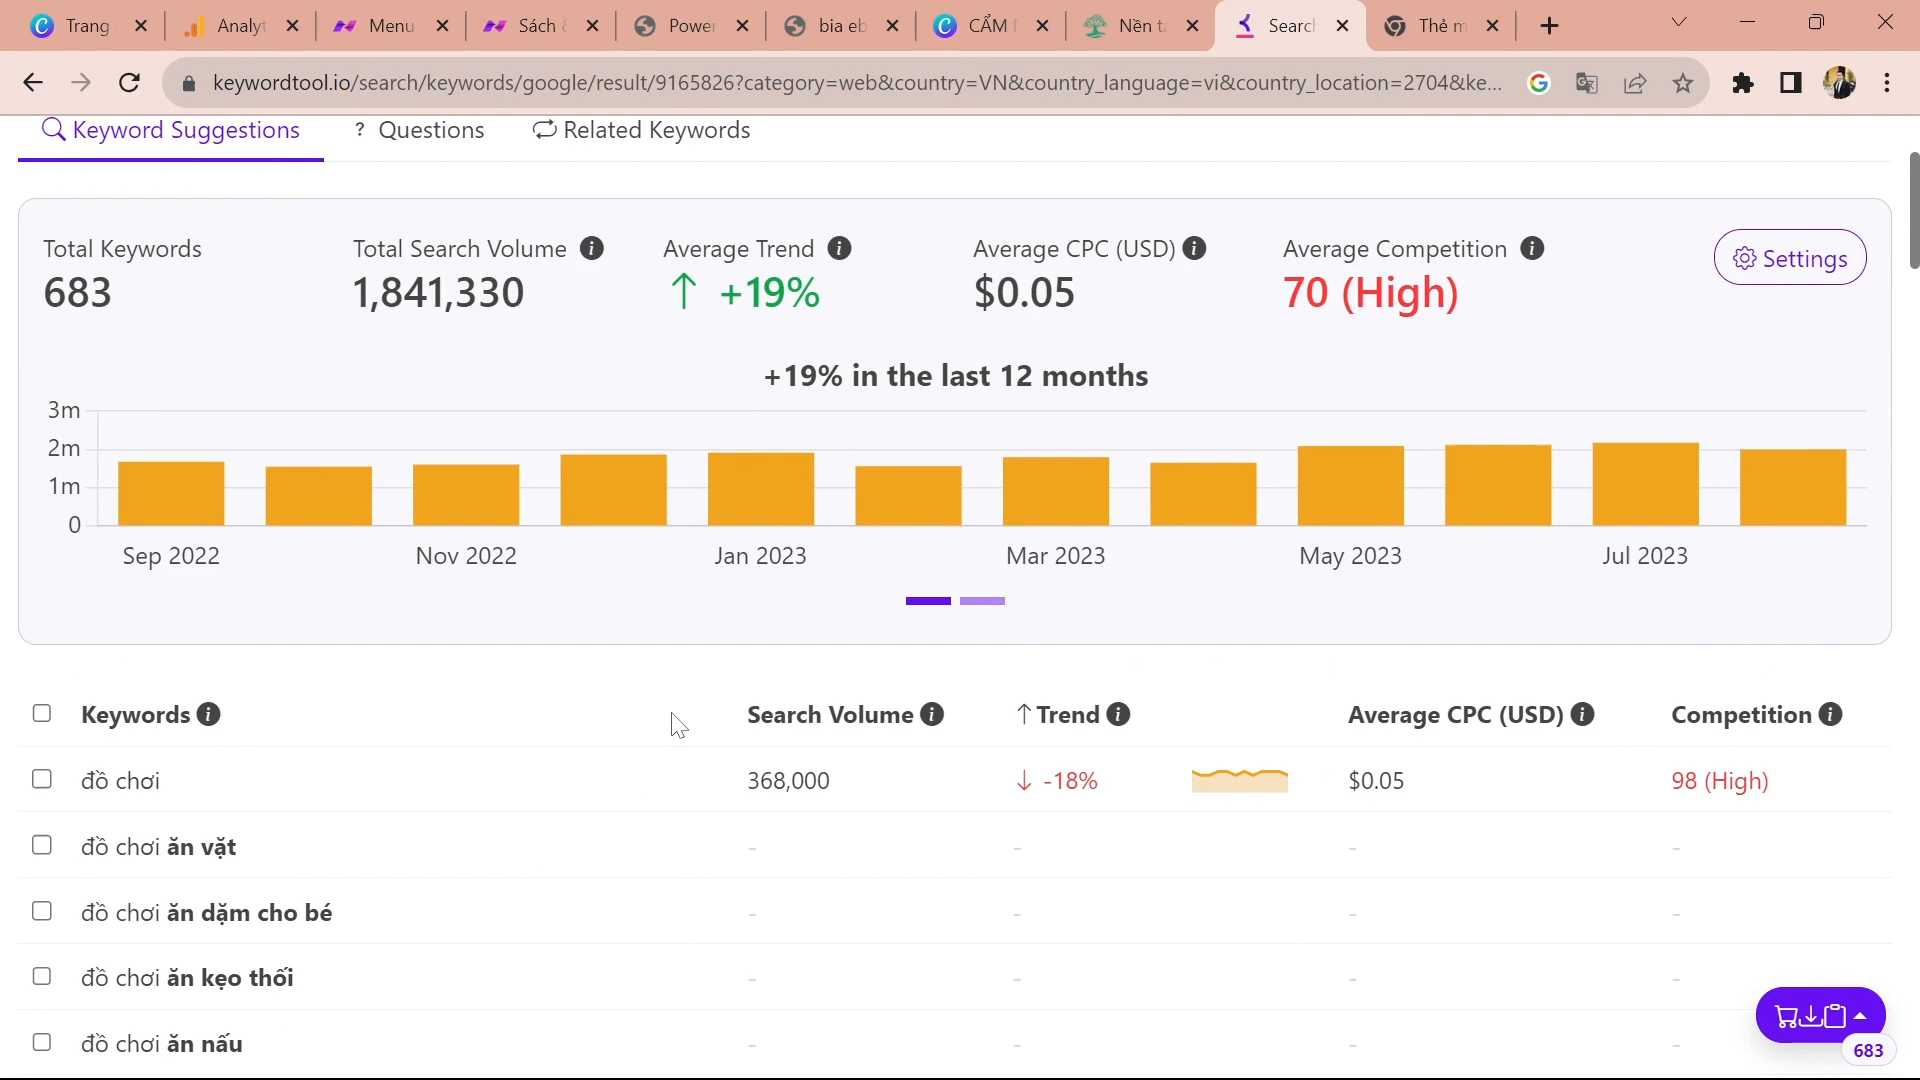 Trang
Analyt
Menu
Sách &
Power
bia eb
CẨM N
Nền tả
Search
Thẻ m
keywordtool.io/search/keywords/google/result/9165826?category=web&country=VN&country_language=vi&country_location=2704&ke...
Keyword Suggestions
? Questions
Related Keywords
Total Keywords
683
Total Search Volume
1,841,330
Average Trend
↑ +19%
Average CPC (USD)
$0.05
Average Competition
70 (High)
Settings
+19% in the last 12 months
3m
2m
1m
0
Sep 2022 Nov 2022 Jan 2023 Mar 2023 May 2023 Jul 2023
Keywords Search Volume ↑ Trend Average CPC (USD) Competition
đồ chơi 368,000 ↓ -18% $0.05 98 (High)
đồ chơi ăn vặt - - - -
đồ chơi ăn dặm cho bé - - - -
đồ chơi ăn kẹo thối - - - -
đồ chơi ăn nấu - - - -
683